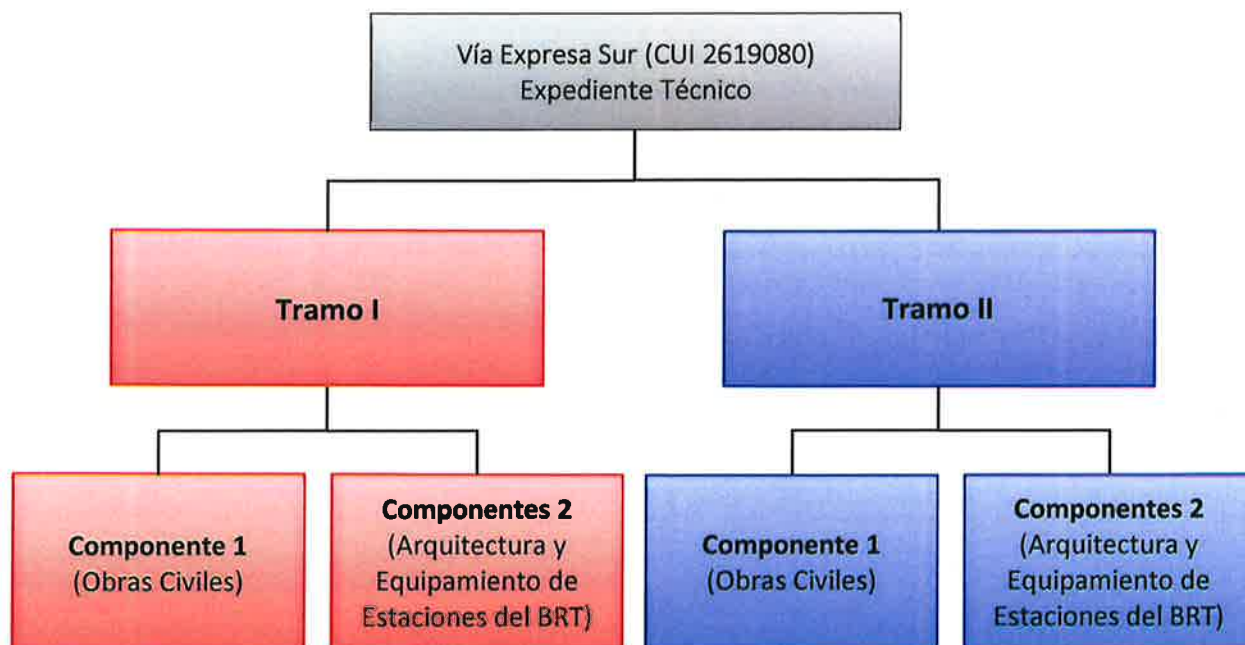 Vía Expresa Sur (CUI 2619080)
Expediente Técnico
Tramo I
Tramo II
Componente 1
(Obras Civiles)
Componentes 2
(Arquitectura y
Equipamiento de
Estaciones del BRT)
Componente 1
(Obras Civiles)
Componentes 2
(Arquitectura y
Equipamiento de
Estaciones del BRT)